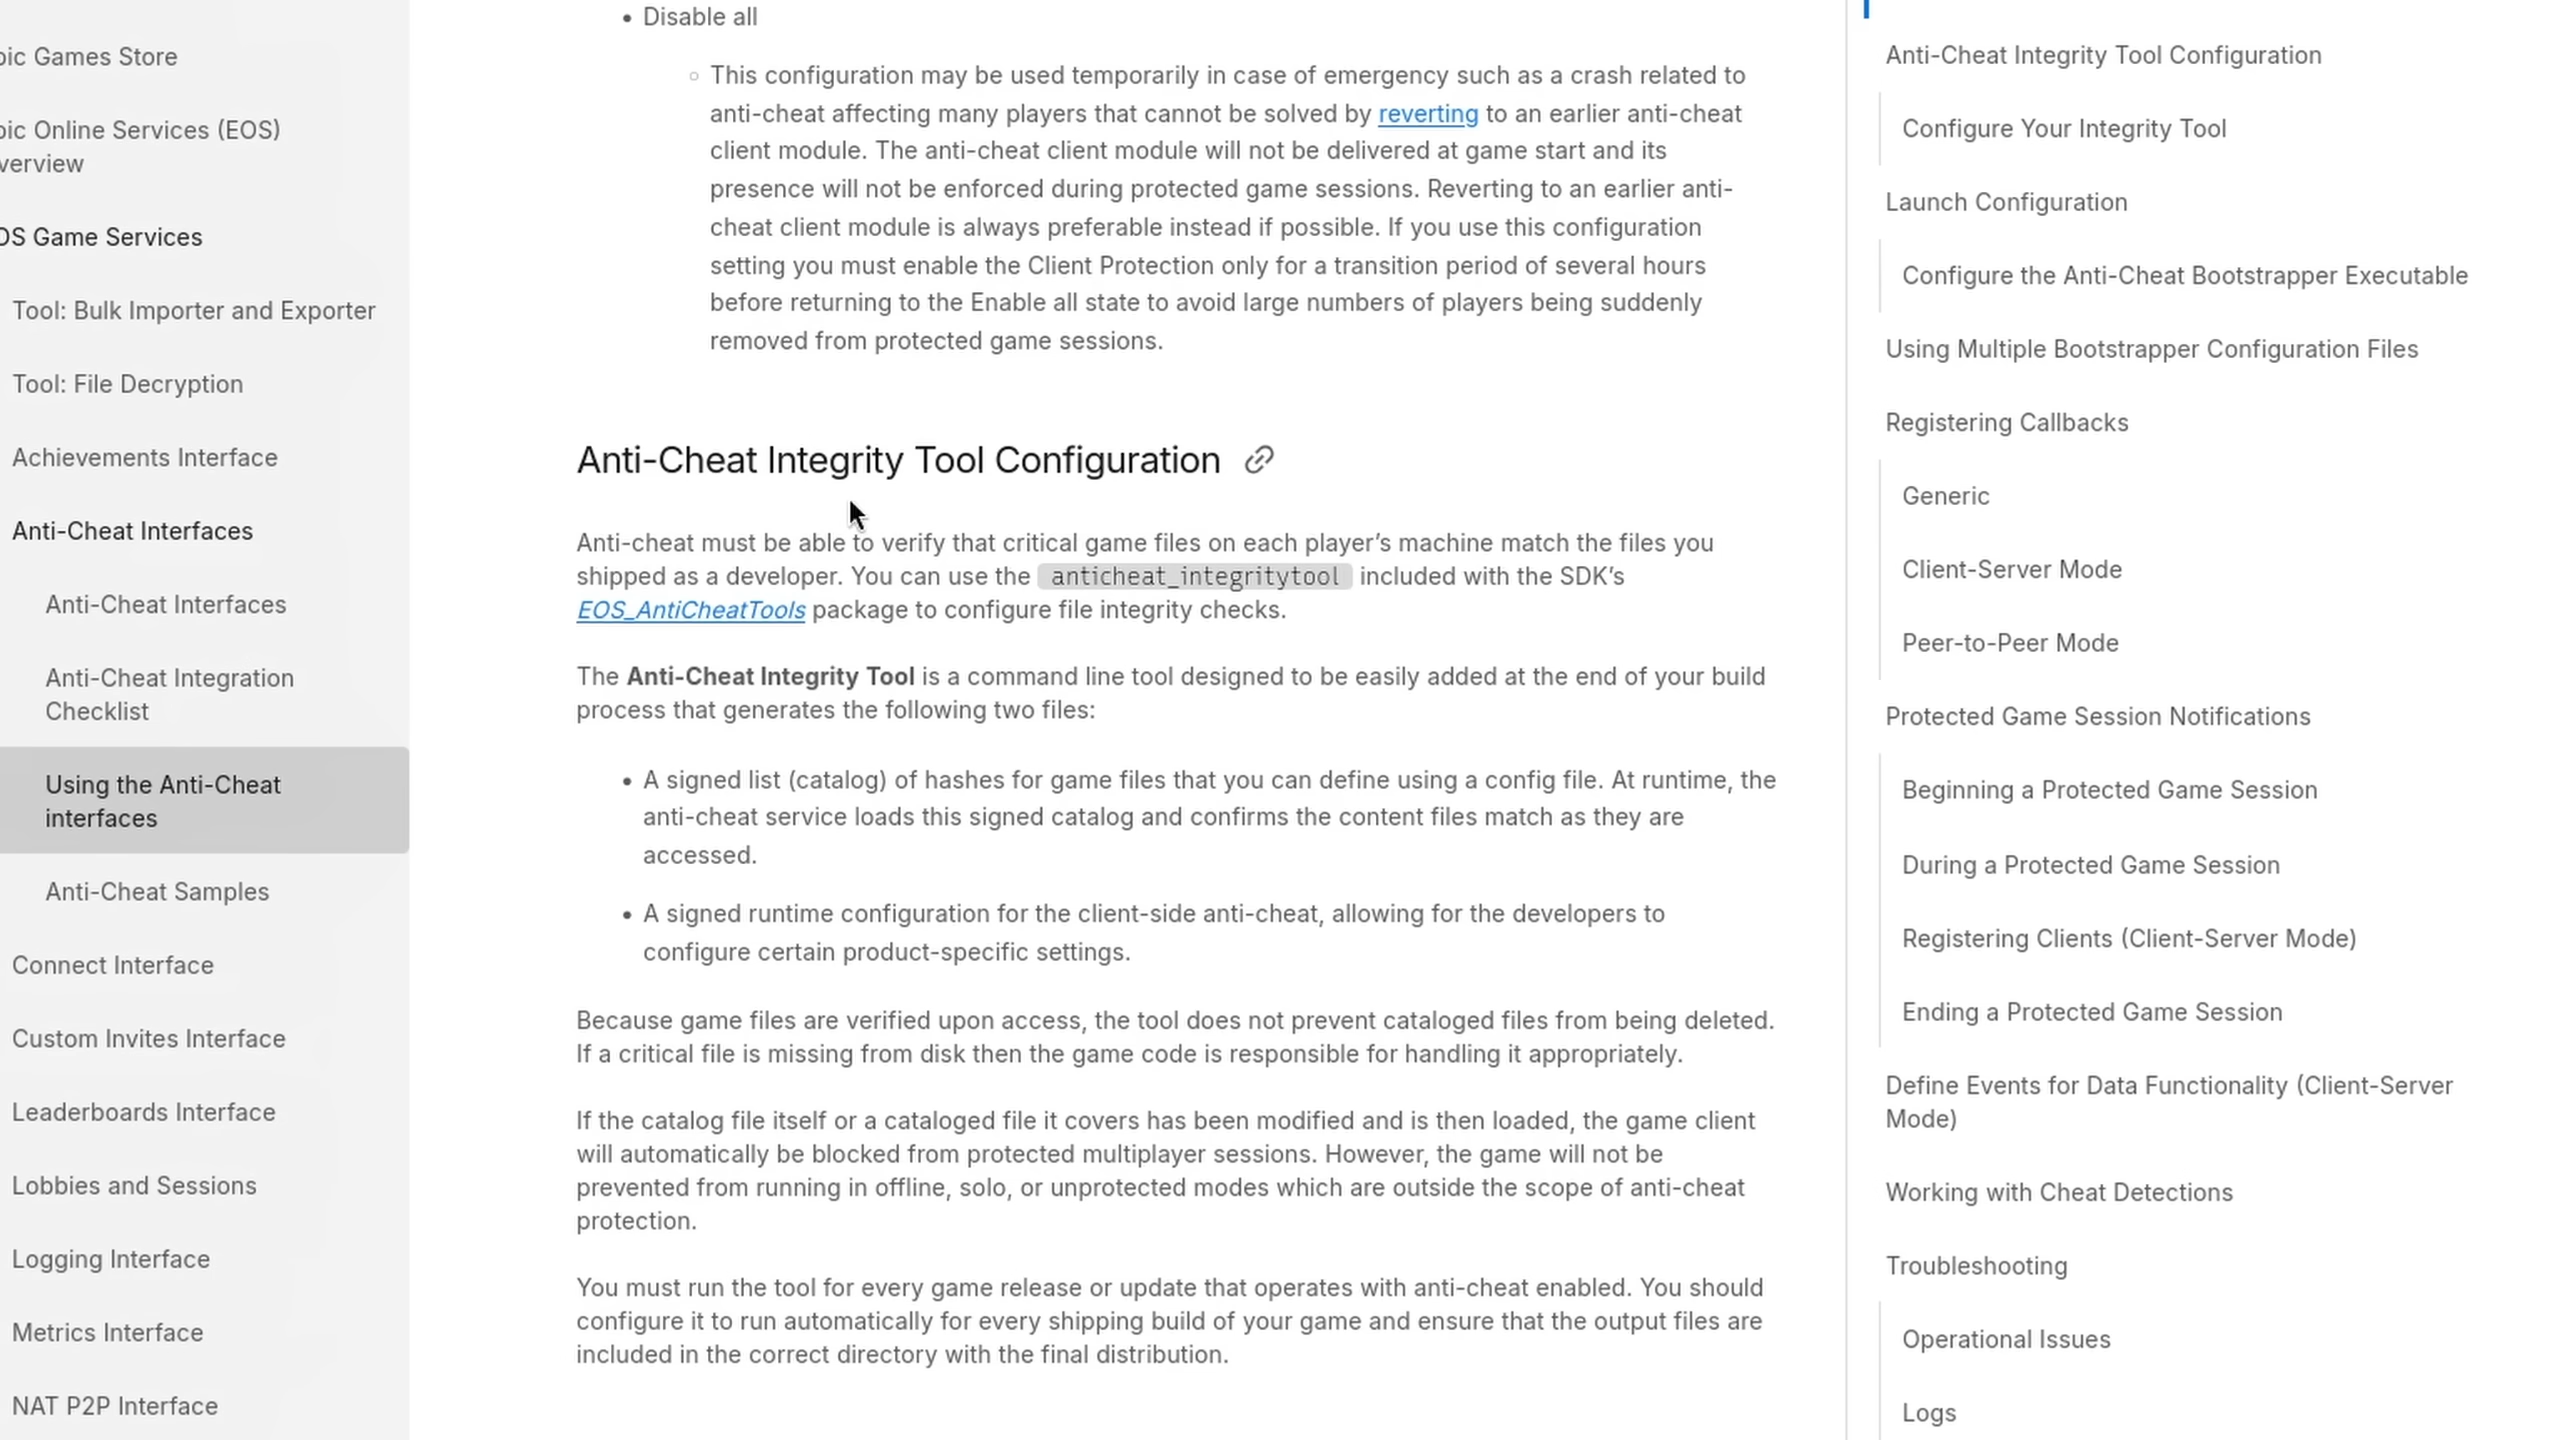 pic Games Store
pic Online Services (EOS)
verview
OS Game Services
Tool: Bulk Importer and Exporter
Tool: File Decryption
Achievements Interface
Anti-Cheat Interfaces
Anti-Cheat Interfaces
Anti-Cheat Integration
Checklist
Using the Anti-Cheat
interfaces
Anti-Cheat Samples
Connect Interface
Custom Invites Interface
Leaderboards Interface
Lobbies and Sessions
Logging Interface
Metrics Interface
NAT P2P Interface
• Disable all
This configuration may be used temporarily in case of emergency such as a crash related to
anti-cheat affecting many players that cannot be solved by reverting to an earlier anti-cheat
client module. The anti-cheat client module will not be delivered at game start and its
presence will not be enforced during protected game sessions. Reverting to an earlier anti-
cheat client module is always preferable instead if possible. If you use this configuration
setting you must enable the Client Protection only for a transition period of several hours
before returning to the Enable all state to avoid large numbers of players being suddenly
removed from protected game sessions.
Anti-Cheat Integrity Tool Configuration
Anti-cheat must be able to verify that critical game files on each player’s machine match the files you
shipped as a developer. You can use the anticheat_integritytool included with the SDK’s
EOS_AntiCheatTools package to configure file integrity checks.
The Anti-Cheat Integrity Tool is a command line tool designed to be easily added at the end of your build
process that generates the following two files:
• A signed list (catalog) of hashes for game files that you can define using a config file. At runtime, the
anti-cheat service loads this signed catalog and confirms the content files match as they are
accessed.
• A signed runtime configuration for the client-side anti-cheat, allowing for the developers to
configure certain product-specific settings.
Because game files are verified upon access, the tool does not prevent cataloged files from being deleted.
If a critical file is missing from disk then the game code is responsible for handling it appropriately.
If the catalog file itself or a cataloged file it covers has been modified and is then loaded, the game client
will automatically be blocked from protected multiplayer sessions. However, the game will not be
prevented from running in offline, solo, or unprotected modes which are outside the scope of anti-cheat
protection.
You must run the tool for every game release or update that operates with anti-cheat enabled. You should
configure it to run automatically for every shipping build of your game and ensure that the output files are
included in the correct directory with the final distribution.
Anti-Cheat Integrity Tool Configuration
Configure Your Integrity Tool
Launch Configuration
Configure the Anti-Cheat Bootstrapper Executable
Using Multiple Bootstrapper Configuration Files
Registering Callbacks
Generic
Client-Server Mode
Peer-to-Peer Mode
Protected Game Session Notifications
Beginning a Protected Game Session
During a Protected Game Session
Registering Clients (Client-Server Mode)
Ending a Protected Game Session
Define Events for Data Functionality (Client-Server
Mode)
Working with Cheat Detections
Troubleshooting
Operational Issues
Logs